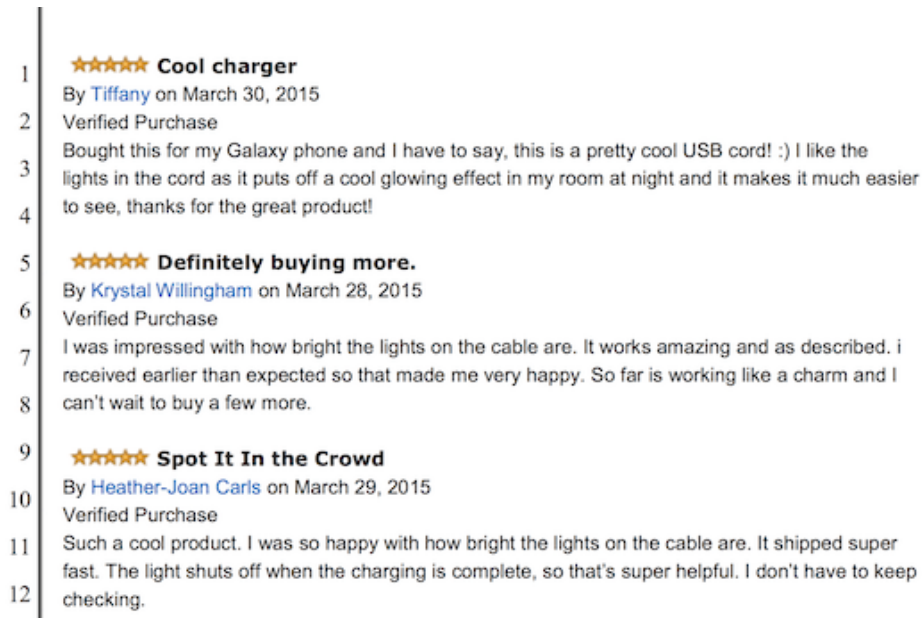 1 Cool charger
By Tiffany on March 30, 2015
2 Verified Purchase
Bought this for my Galaxy phone and I have to say, this is a pretty cool USB cord! :) I like the
3 lights in the cord as it puts off a cool glowing effect in my room at night and it makes it much easier
4 to see, thanks for the great product!
5 Definitely buying more.
By Krystal Willingham on March 28, 2015
6 Verified Purchase
7 I was impressed with how bright the lights on the cable are. It works amazing and as described. i
received earlier than expected so that made me very happy. So far is working like a charm and I
8 can't wait to buy a few more.
9 Spot It In the Crowd
By Heather-Joan Carls on March 29, 2015
10 Verified Purchase
11 Such a cool product. I was so happy with how bright the lights on the cable are. It shipped super
fast. The light shuts off when the charging is complete, so that's super helpful. I don't have to keep
12 checking.